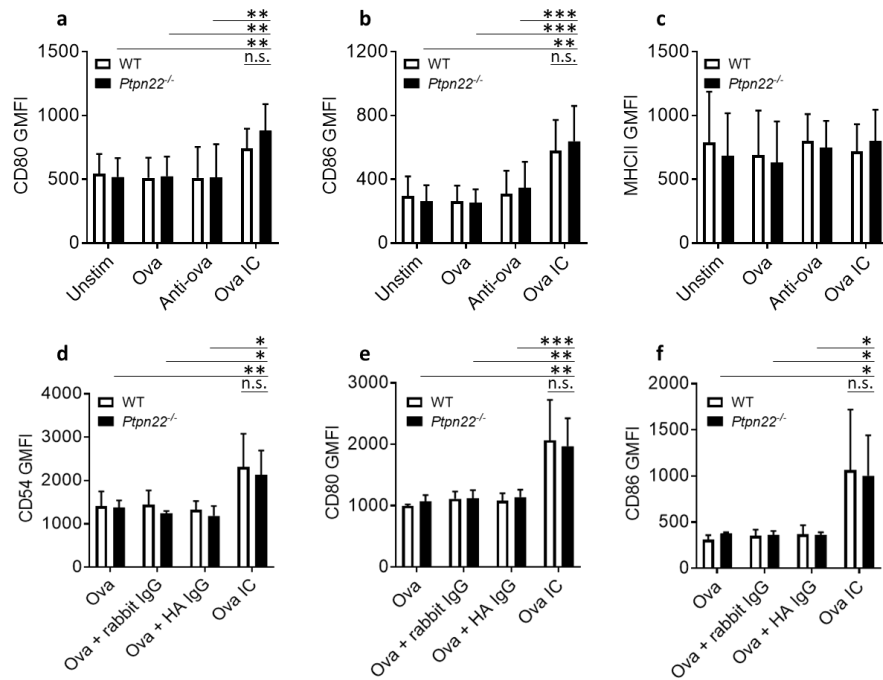 a
**
**
**
n.s.
1500
1000
500
0
CD80 GMFI
WT
Ptpn22-/-
Unstim
Ova
Anti-ova
Ova IC
b
***
***
**
n.s.
1200
800
400
0
CD86 GMFI
WT
Ptpn22-/-
Unstim
Ova
Anti-ova
Ova IC
c
1500
1000
500
0
MHCII GMFI
WT
Ptpn22-/-
Unstim
Ova
Anti-ova
Ova IC
d
*
*
**
n.s.
4000
3000
2000
1000
0
CD54 GMFI
WT
Ptpn22-/-
Ova
Ova + rabbit IgG
Ova + HA IgG
Ova IC
e
***
**
**
n.s.
3000
2000
1000
0
CD80 GMFI
WT
Ptpn22-/-
Ova
Ova + rabbit IgG
Ova + HA IgG
Ova IC
f
*
*
*
n.s.
2000
1500
1000
500
0
CD86 GMFI
WT
Ptpn22-/-
Ova
Ova + rabbit IgG
Ova + HA IgG
Ova IC